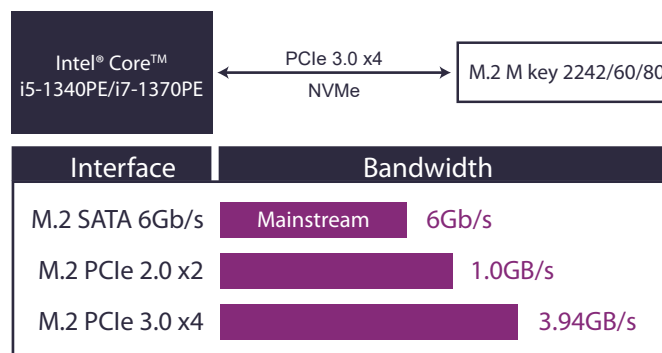 Intel® Core™
i5-1340PE/i7-1370PE
PCIe 3.0 x4
NVMe
M.2 M key 2242/60/80
Interface Bandwidth
M.2 SATA 6Gb/s Mainstream 6Gb/s
M.2 PCIe 2.0 x2 1.0GB/s
M.2 PCIe 3.0 x4 3.94GB/s